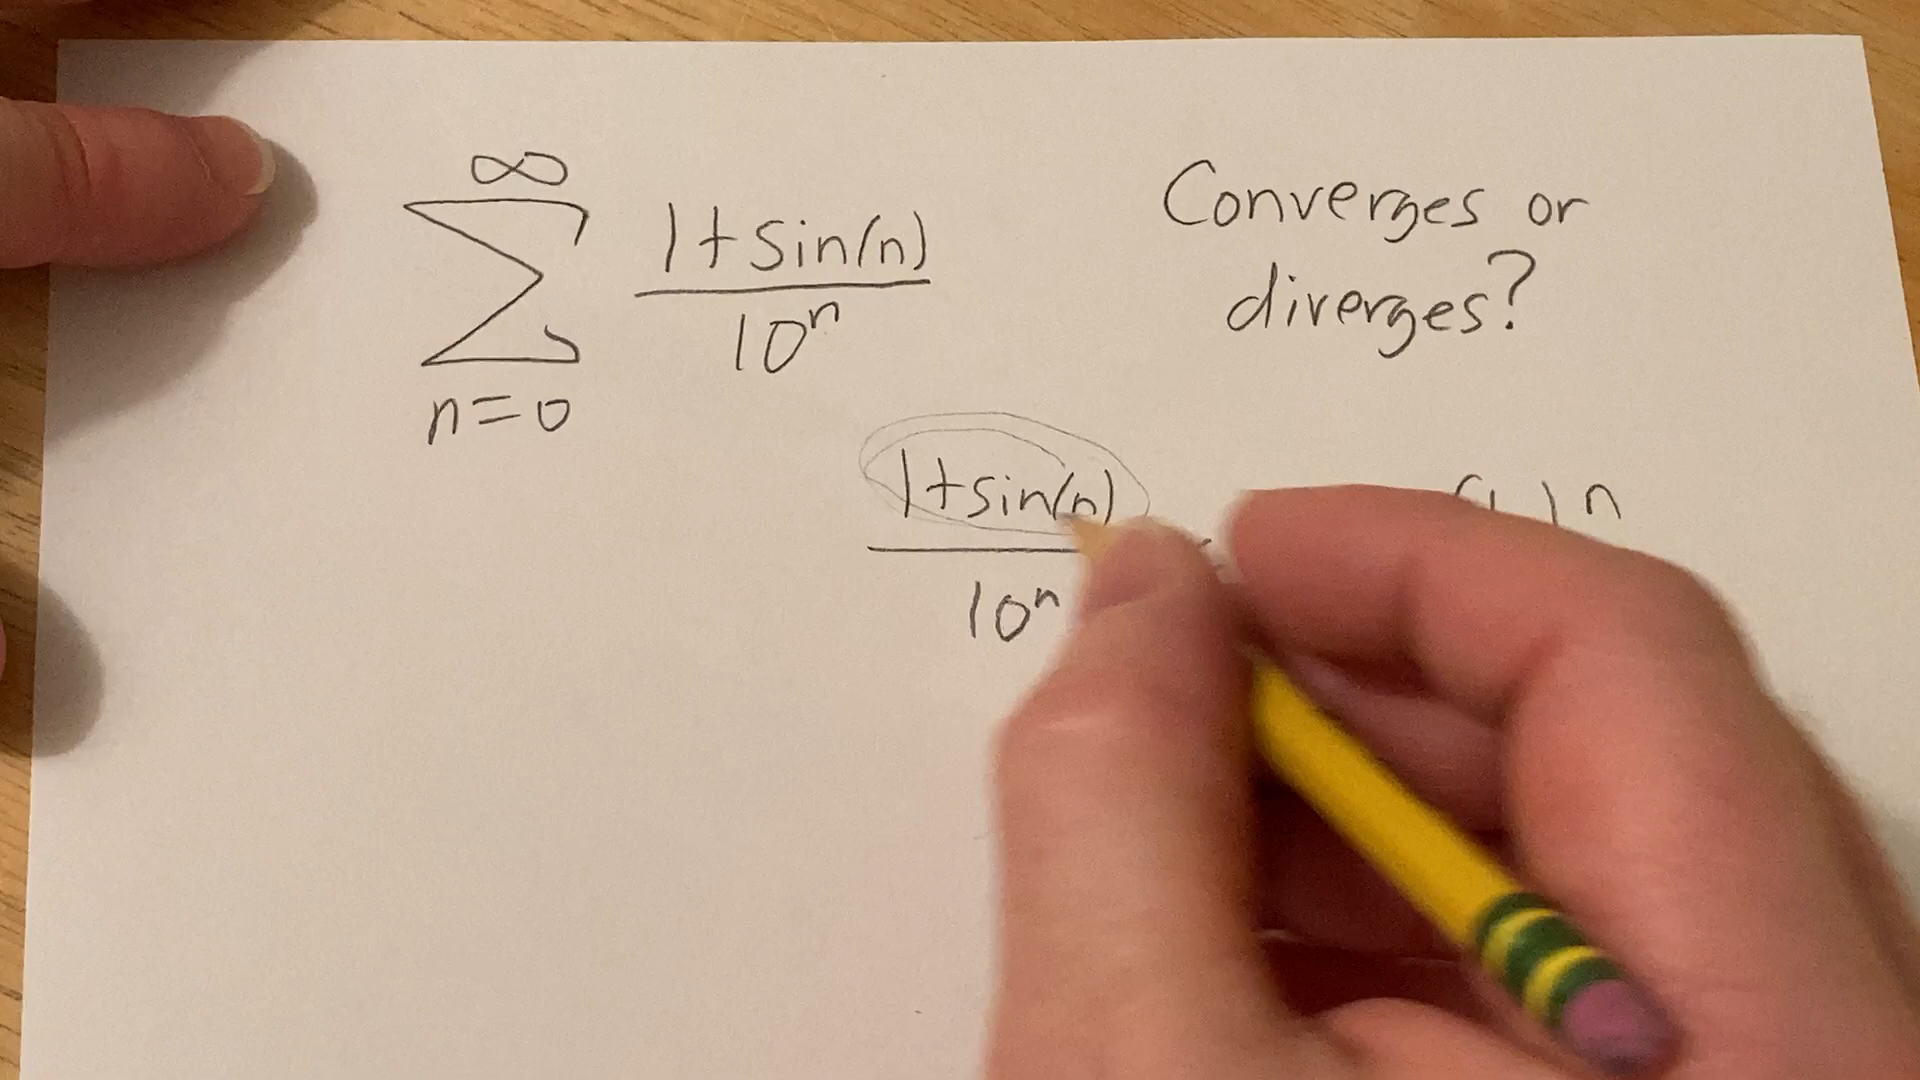 ∞
Σ 1+sin(n) / 10ⁿ
n=0
Converges or
diverges?
1+sin(n) / 10ⁿ
n